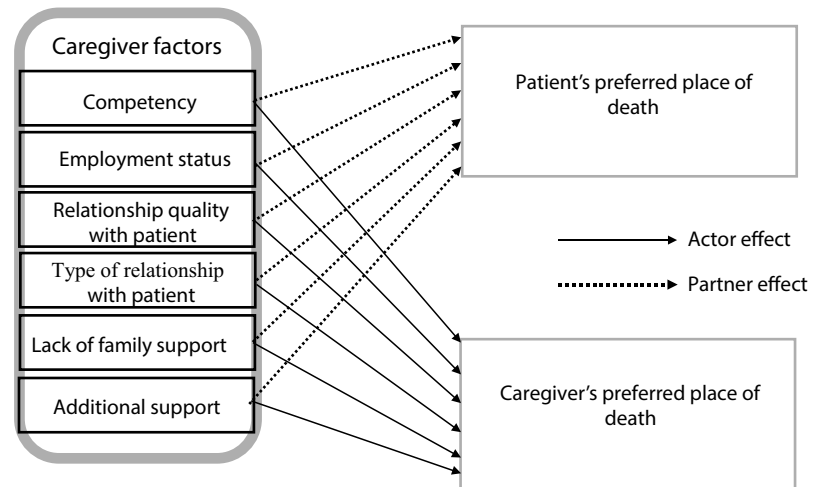 Caregiver factors
Competency
Employment status
Relationship quality
with patient
Type of relationship
with patient
Lack of family support
Additional support
Patient’s preferred place of
death
Actor effect
Partner effect
Caregiver’s preferred place of
death